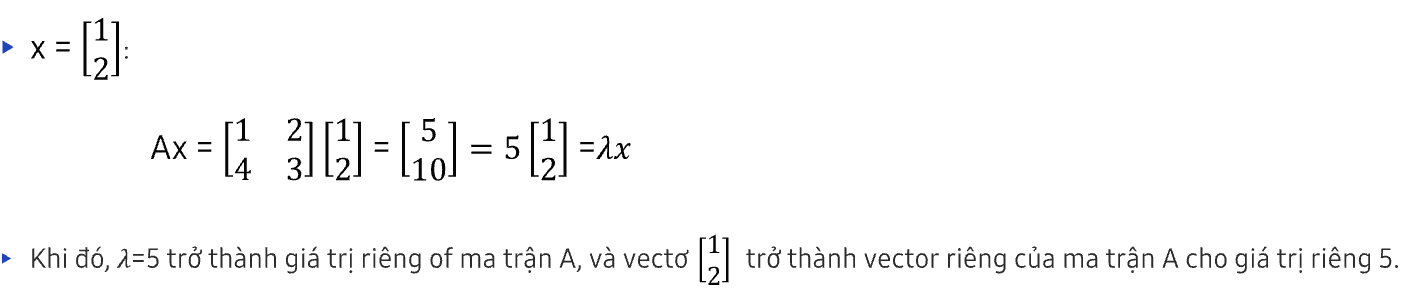 ▶ x = [1 2]:
Ax = [1 2 4 3] [1 2] = [5 10] = 5 [1 2] =λx
▶ Khi đó, λ=5 trở thành giá trị riêng of ma trận A, và vectơ [1 2] trở thành vector riêng của ma trận A cho giá trị riêng 5.